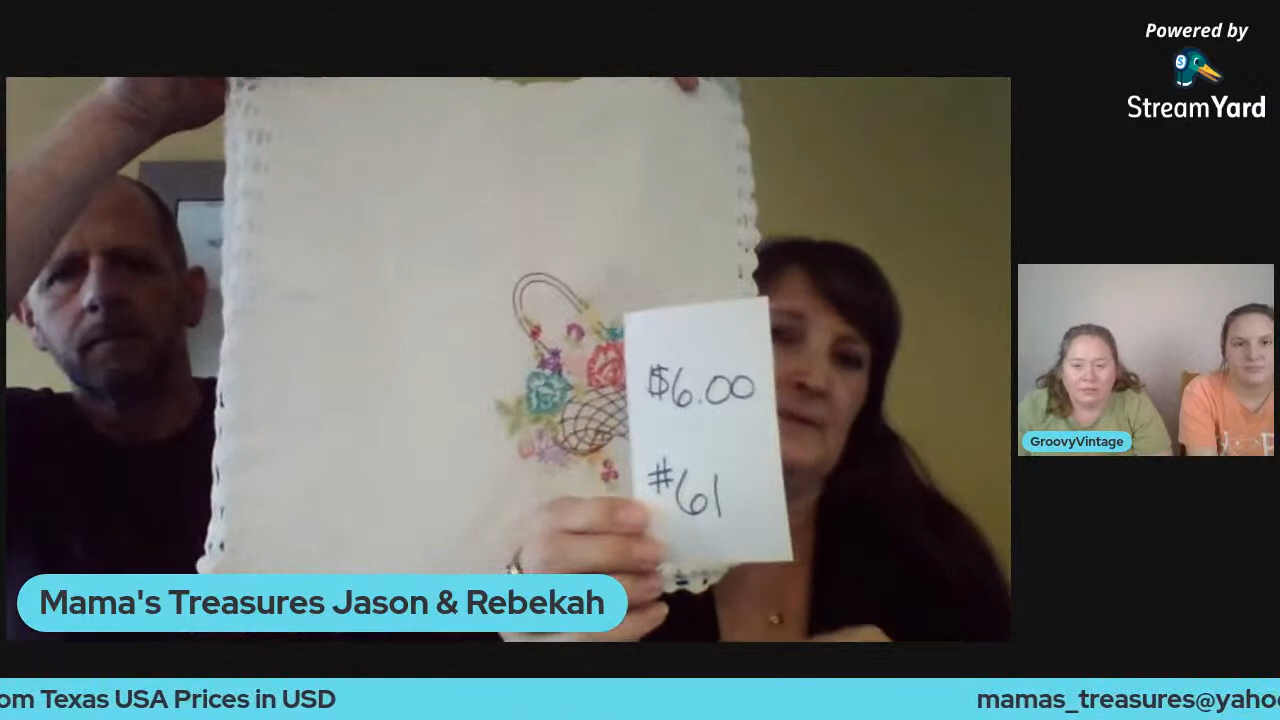 Powered by
StreamYard
$6.00
#61
GroovyVintage
Mama's Treasures Jason & Rebekah
om Texas USA Prices in USD
mamas_treasures@yaho